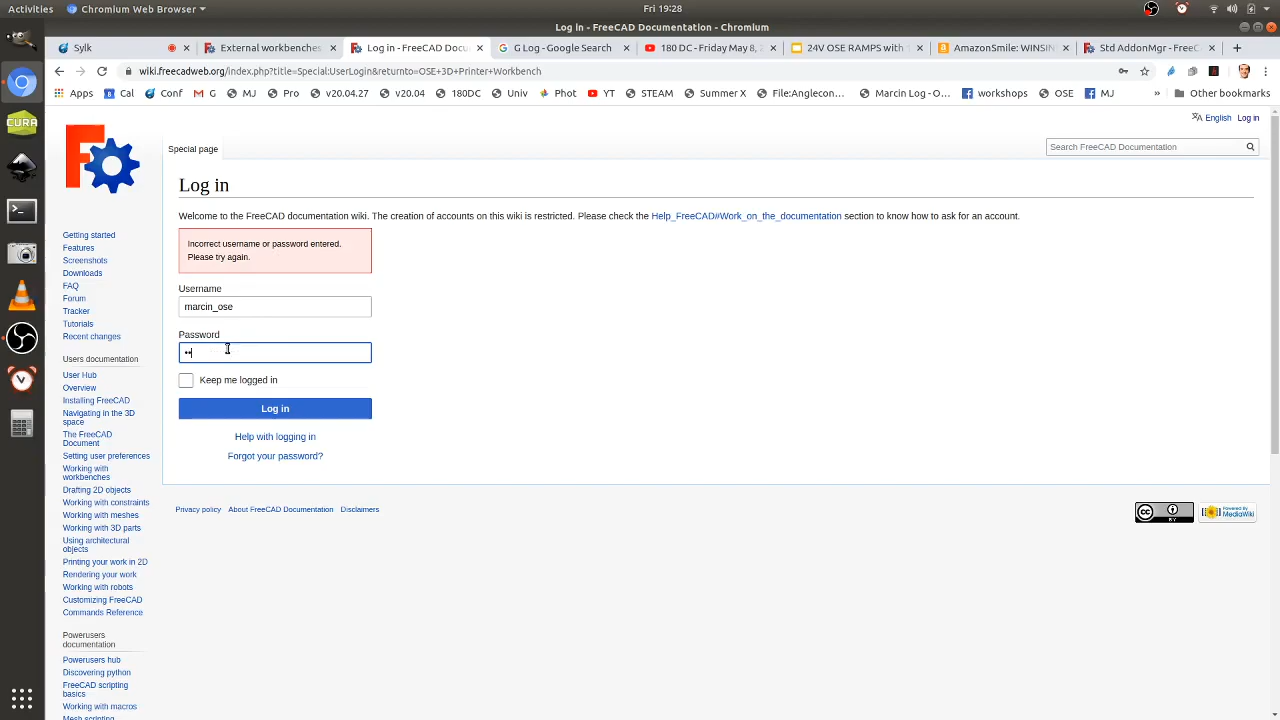 Activities
Chromium Web Browser
Fri 19:28
Log in - FreeCAD Documentation - Chromium
Sylk
External workbenches
Log in - FreeCAD Docu
G Log - Google Search
180 DC - Friday May 8, 2
24V OSE RAMPS with
AmazonSmile: WINSIN
Std AddonMgr - FreeC
wiki.freecadweb.org/index.php?title=Special:UserLogin&returnto=OSE+3D+Printer+Workbench
Apps
Cal
Conf
G
MJ
Pro
v20.04.27
v20.04
180DC
Univ
Phot
YT
STEAM
Summer X
File:Anglecon...
Marcin Log - O...
workshops
OSE
MJ
»
Other bookmarks
English
Log in
Special page
Search FreeCAD Documentation
Log in
Welcome to the FreeCAD documentation wiki. The creation of accounts on this wiki is restricted. Please check the Help_FreeCAD#Work_on_the_documentation section to know how to ask for an account.
Incorrect username or password entered.
Please try again.
Username
marcin_ose
Password
••
Keep me logged in
Log in
Help with logging in
Forgot your password?
Getting started
Features
Screenshots
Downloads
FAQ
Forum
Tracker
Tutorials
Recent changes
Users documentation
User Hub
Overview
Installing FreeCAD
Navigating in the 3D
space
The FreeCAD
Document
Setting user preferences
Working with
workbenches
Drafting 2D objects
Working with constraints
Working with meshes
Working with 3D parts
Using architectural
objects
Printing your work in 2D
Rendering your work
Working with robots
Customizing FreeCAD
Commands Reference
Powerusers
documentation
Powerusers hub
Discovering python
FreeCAD scripting
basics
Working with macros
Mesh scripting
Privacy policy
About FreeCAD Documentation
Disclaimers
CC
BY
Powered By
MediaWiki
CURA